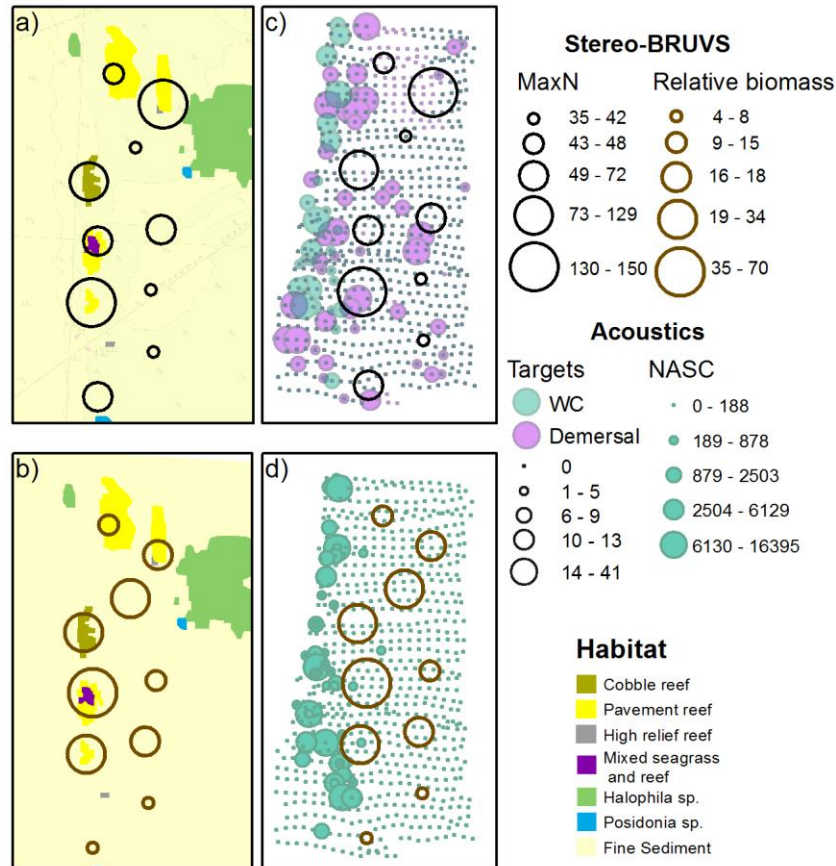 a)
c)
b)
d)
Stereo-BRUVS
MaxN Relative biomass
35 - 42 4 - 8
43 - 48 9 - 15
49 - 72 16 - 18
73 - 129 19 - 34
130 - 150 35 - 70
Acoustics
Targets NASC
WC 0 - 188
Demersal 189 - 878
0 879 - 2503
1 - 5 2504 - 6129
6 - 9 6130 - 16395
10 - 13
14 - 41
Habitat
Cobble reef
Pavement reef
High relief reef
Mixed seagrass
and reef
Halophila sp.
Posidonia sp.
Fine Sediment